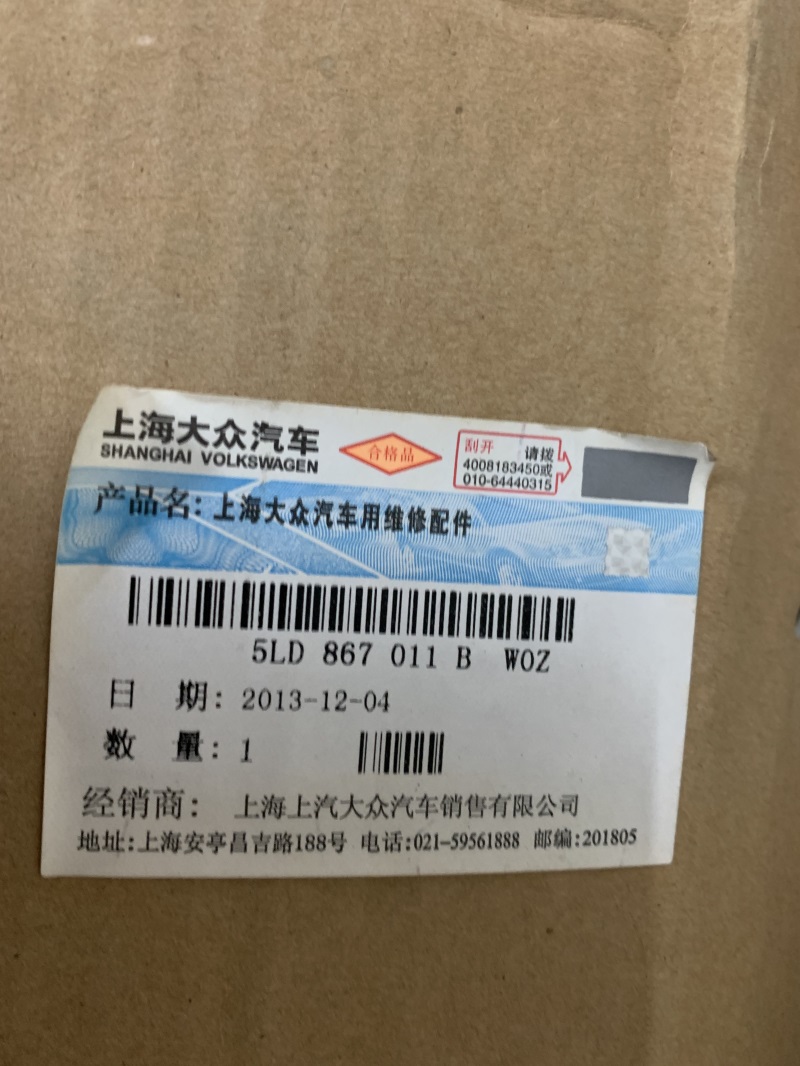 上海大众汽车
SHANGHAI VOLKSWAGEN
合格品
刮开 请拨
4008183450或
010-64440315
产品名:上海大众汽车用维修配件
5LD 867 011 B W0Z
日 期: 2013-12-04
数 量: 1
经销商: 上海上汽大众汽车销售有限公司
地址:上海安亭昌吉路188号 电话:021-59561888 邮编:201805